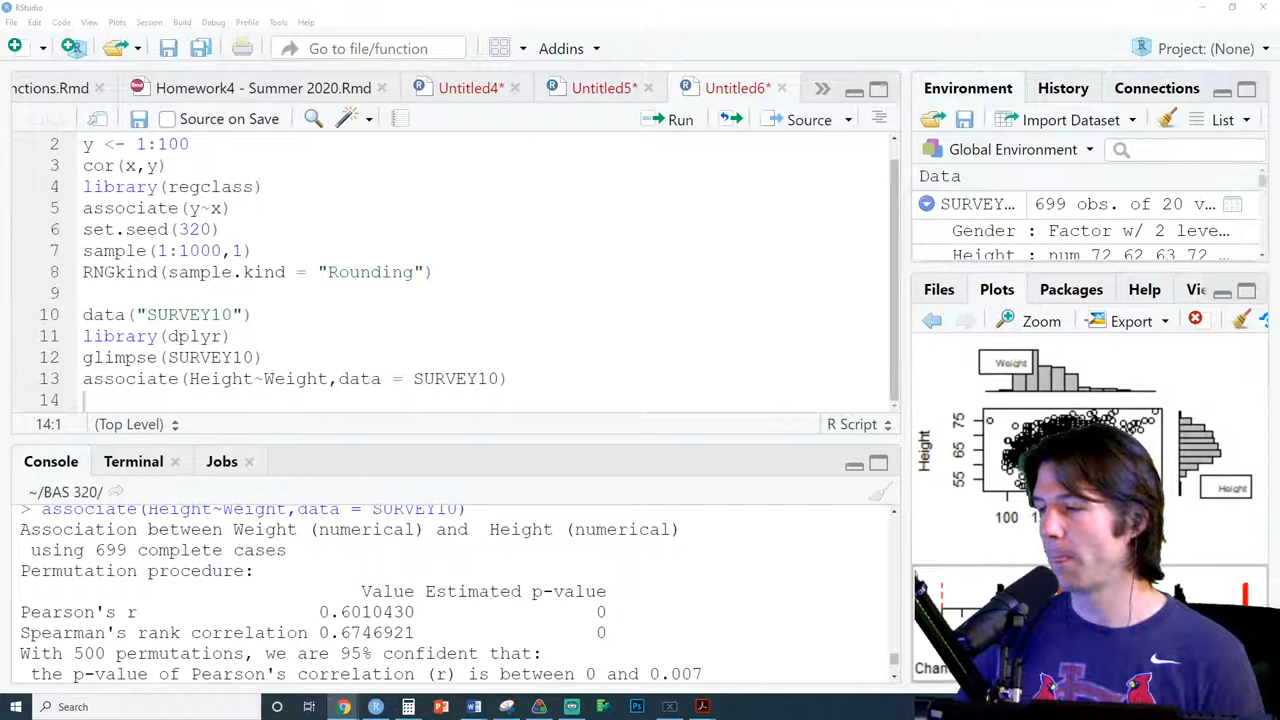 RStudio
File Edit Code View Plots Session Build Debug Profile Tools Help
Go to file/function
Addins
Project: (None)
nctions.Rmd
Homework4 - Summer 2020.Rmd
Untitled4*
Untitled5*
Untitled6*
Source on Save
Run
Source
2 y <- 1:100
3 cor(x,y)
4 library(regclass)
5 associate(y~x)
6 set.seed(320)
7 sample(1:1000,1)
8 RNGkind(sample.kind = "Rounding")
9
10 data("SURVEY10")
11 library(dplyr)
12 glimpse(SURVEY10)
13 associate(Height~Weight,data = SURVEY10)
14
14:1 (Top Level) R Script
Console Terminal Jobs
~/BAS 320/
> associate(Height~Weight,data = SURVEY10)
Association between Weight (numerical) and Height (numerical)
using 699 complete cases
Permutation procedure:
Value Estimated p-value
Pearson's r 0.6010430 0
Spearman's rank correlation 0.6746921 0
With 500 permutations, we are 95% confident that:
the p-value of Pearson's correlation (r) is between 0 and 0.007
Environment History Connections
Import Dataset List
Global Environment
Data
SURVEY... 699 obs. of 20 v...
Gender : Factor w/ 2 leve...
Height : num 72 62 63 72
Files Plots Packages Help Vi
Zoom Export
Weight
Height
75
65
55
Height
100
Search